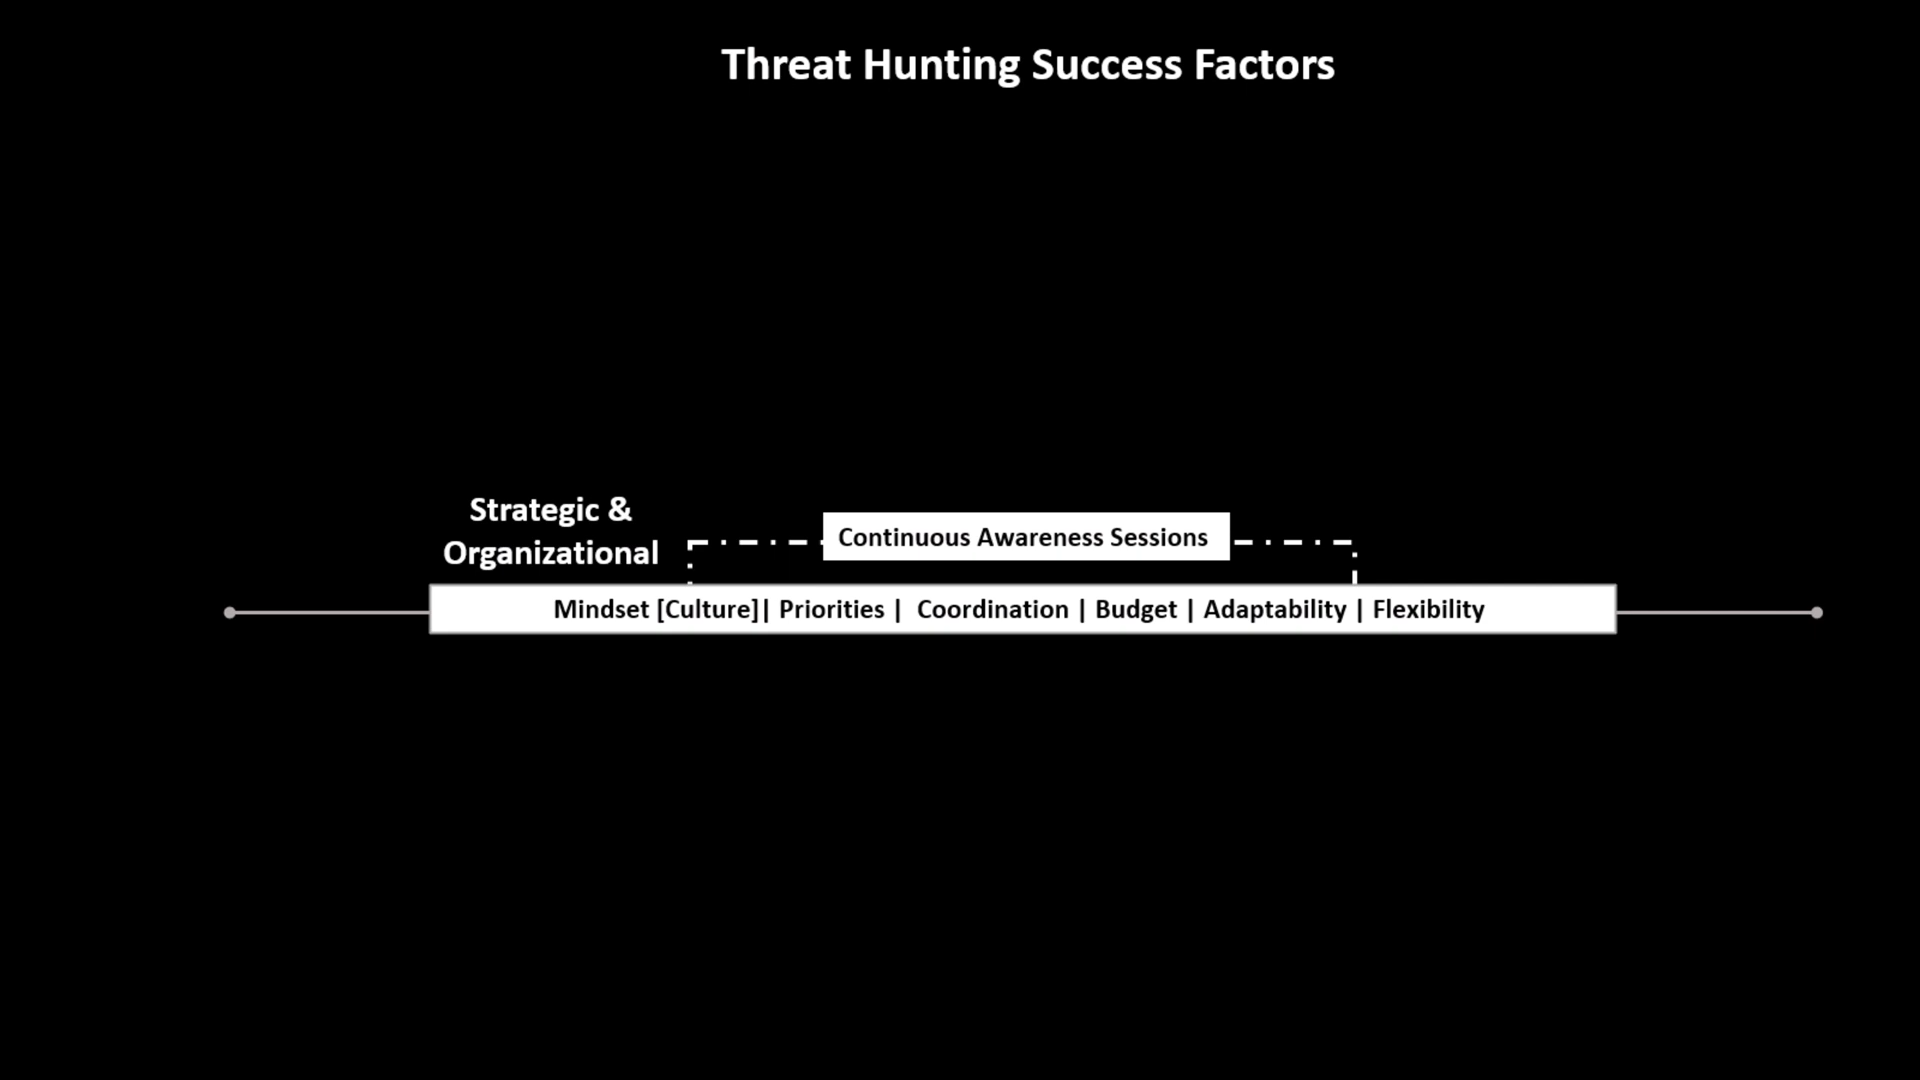 Threat Hunting Success Factors
Strategic &
Organizational
Continuous Awareness Sessions
Mindset [Culture]| Priorities | Coordination | Budget | Adaptability | Flexibility